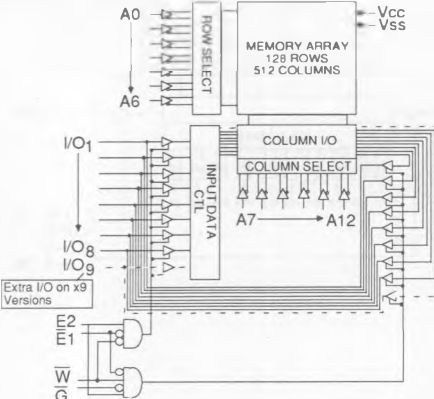 A0
A6
ROW SELECT
MEMORY ARRAY
128 ROWS
512 COLUMNS
VCC
VSS
I/O1
I/O8
I/O9
INPUT DATA
CTL
COLUMN I/O
COLUMN SELECT
A7
A12
Extra I/O on x9
Versions
E2
E1
W
G